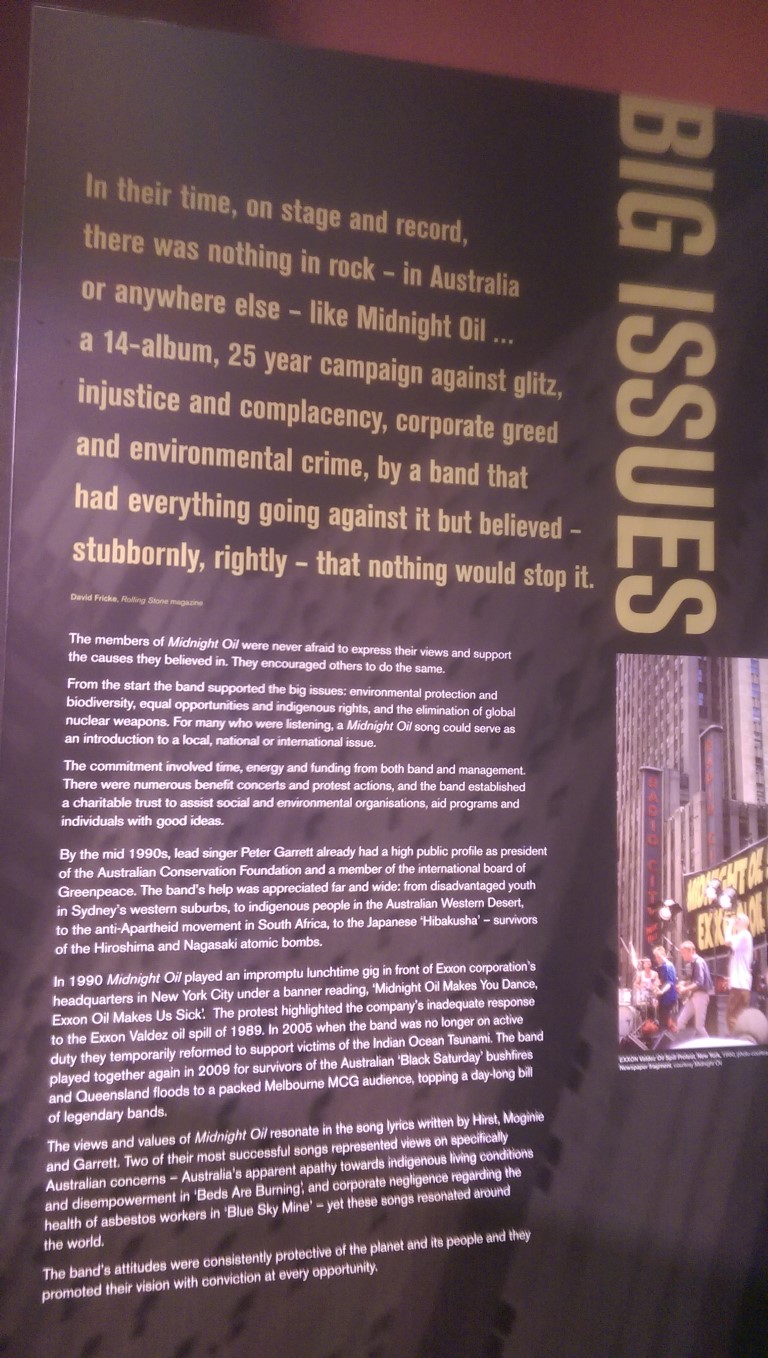 BIG ISSUES
In their time, on stage and record,
there was nothing in rock – in Australia
or anywhere else – like Midnight Oil ...
a 14-album, 25 year campaign against glitz,
injustice and complacency, corporate greed
and environmental crime, by a band that
had everything going against it but believed –
stubbornly, rightly – that nothing would stop it.
David Fricke, Rolling Stone magazine
The members of Midnight Oil were never afraid to express their views and support
the causes they believed in. They encouraged others to do the same.
From the start the band supported the big issues: environmental protection and
biodiversity, equal opportunities and indigenous rights, and the elimination of global
nuclear weapons. For many who were listening, a Midnight Oil song could serve as
an introduction to a local, national or international issue.
The commitment involved time, energy and funding from both band and management.
There were numerous benefit concerts and protest actions, and the band established
a charitable trust to assist social and environmental organisations, aid programs and
individuals with good ideas.
By the mid 1990s, lead singer Peter Garrett already had a high public profile as president
of the Australian Conservation Foundation and a member of the international board of
Greenpeace. The band's help was appreciated far and wide: from disadvantaged youth
in Sydney's western suburbs, to indigenous people in the Australian Western Desert,
to the anti-Apartheid movement in South Africa, to the Japanese 'Hibakusha' – survivors
of the Hiroshima and Nagasaki atomic bombs.
In 1990 Midnight Oil played an impromptu lunchtime gig in front of Exxon corporation's
headquarters in New York City under a banner reading, 'Midnight Oil Makes You Dance,
Exxon Oil Makes Us Sick'. The protest highlighted the company's inadequate response
to the Exxon Valdez oil spill of 1989. In 2005 when the band was no longer on active
duty they temporarily reformed to support victims of the Indian Ocean Tsunami. The band
played together again in 2009 for survivors of the Australian 'Black Saturday' bushfires
and Queensland floods to a packed Melbourne MCG audience, topping a day-long bill
of legendary bands.
The views and values of Midnight Oil resonate in the song lyrics written by Hirst, Moginie
and Garrett. Two of their most successful songs represented views on specifically
Australian concerns – Australia's apparent apathy towards indigenous living conditions
and disempowerment in 'Beds Are Burning', and corporate negligence regarding the
health of asbestos workers in 'Blue Sky Mine' – yet these songs resonated around
the world.
The band's attitudes were consistently protective of the planet and its people and they
promoted their vision with conviction at every opportunity.
RADIO CITY
RADIO C
MIDNIGHT OIL
EXXON
EXXON Valdez Oil Spill Protest, New York, 1990,
Newspaper fragment, courtesy Midnight Oil